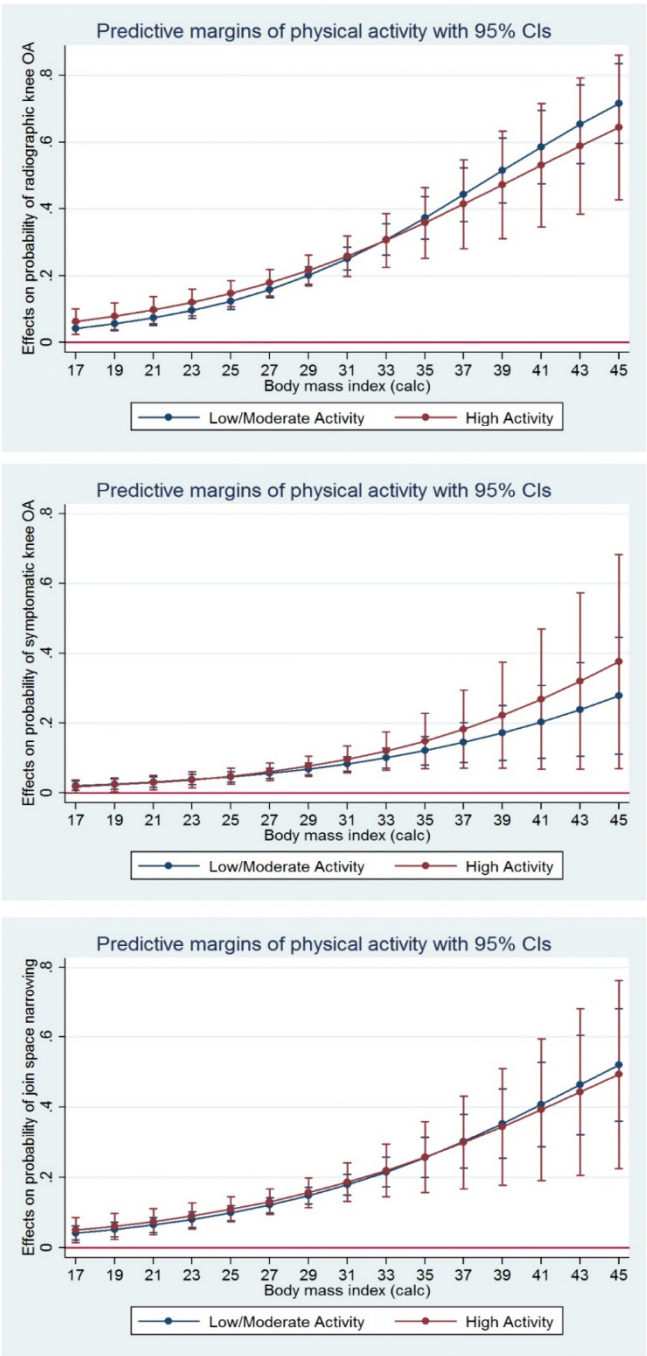 Predictive margins of physical activity with 95% CIs
Effects on probability of radiographic knee OA
.8
.6
.4
.2
0
17 19 21 23 25 27 29 31 33 35 37 39 41 43 45
Body mass index (calc)
Low/Moderate Activity High Activity
Predictive margins of physical activity with 95% CIs
Effects on probability of symptomatic knee OA
.8
.6
.4
.2
0
17 19 21 23 25 27 29 31 33 35 37 39 41 43 45
Body mass index (calc)
Low/Moderate Activity High Activity
Predictive margins of physical activity with 95% CIs
Effects on probability of join space narrowing
.8
.6
.4
.2
0
17 19 21 23 25 27 29 31 33 35 37 39 41 43 45
Body mass index (calc)
Low/Moderate Activity High Activity